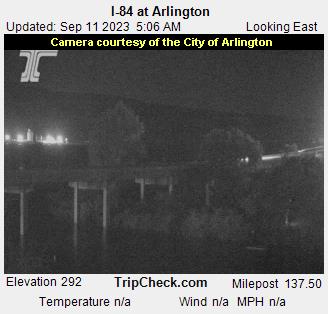 I-84 at Arlington
Updated: Sep 11 2023 5:06 AM Looking East
Camera courtesy of the City of Arlington
Elevation 292 TripCheck.com Milepost 137.50
Temperature n/a Wind n/a MPH n/a